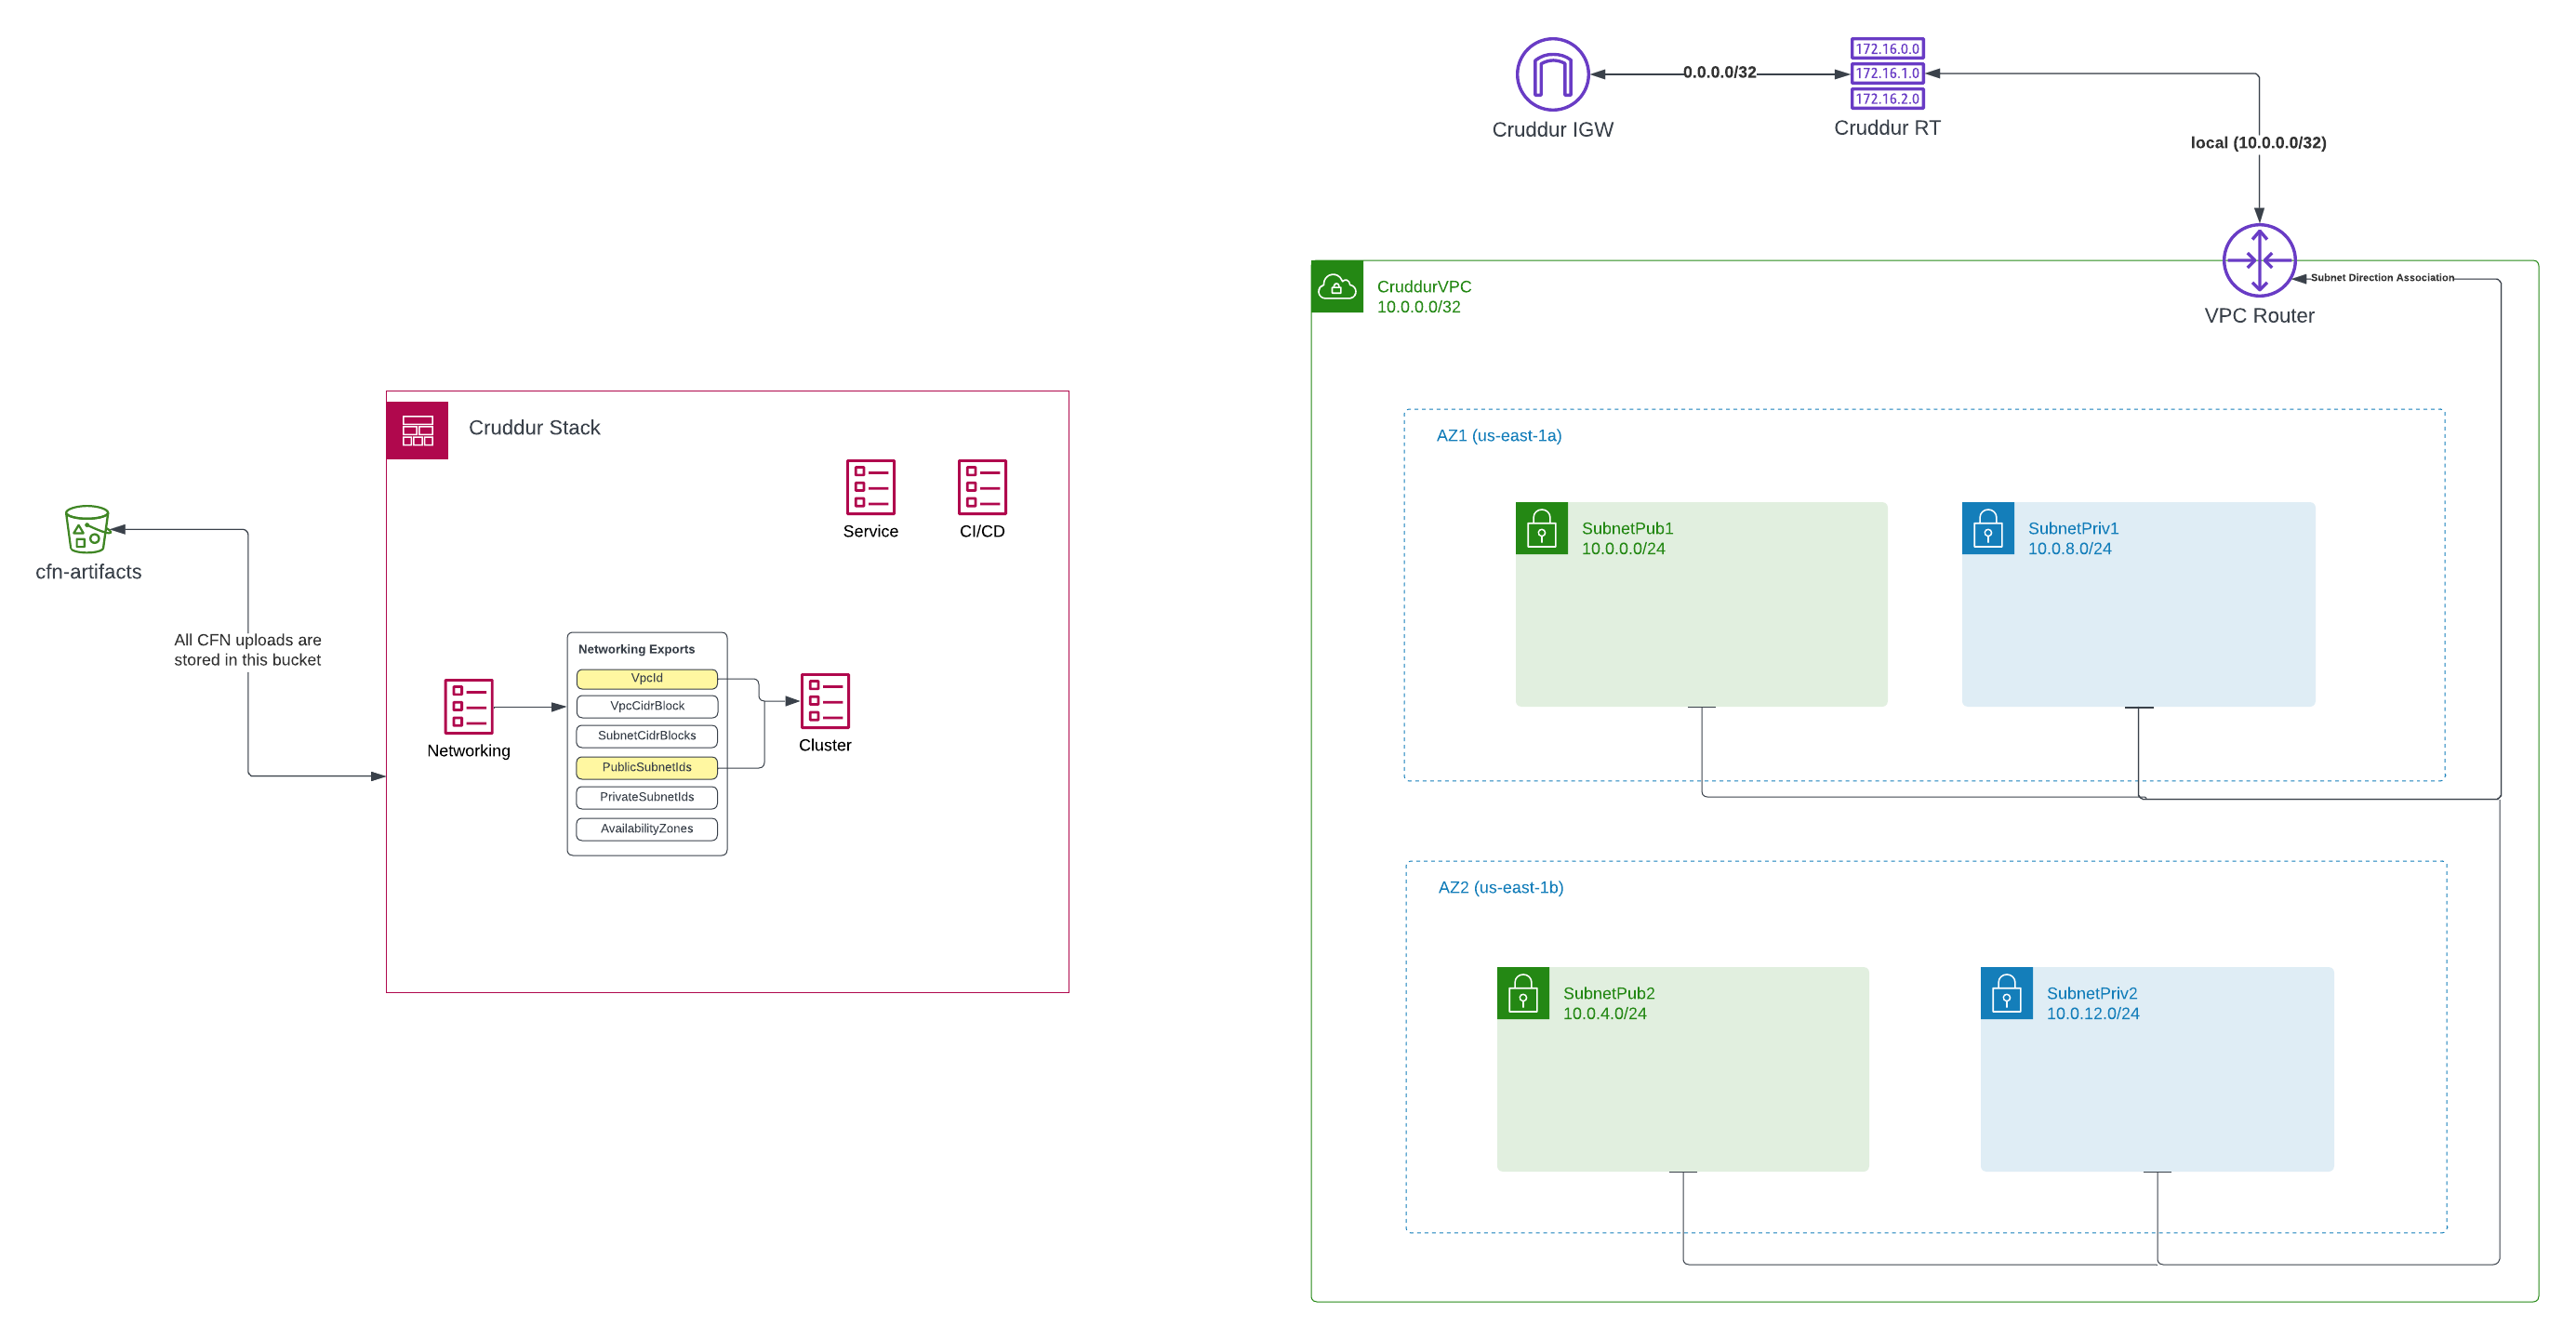 172.16.0.0
172.16.1.0
172.16.2.0
0.0.0.0/32
Cruddur IGW
Cruddur RT
local (10.0.0.0/32)
CruddurVPC
10.0.0.0/32
Subnet Direction Association
VPC Router
AZ1 (us-east-1a)
SubnetPub1
10.0.0.0/24
SubnetPriv1
10.0.8.0/24
AZ2 (us-east-1b)
SubnetPub2
10.0.4.0/24
SubnetPriv2
10.0.12.0/24
Cruddur Stack
Service
CI/CD
cfn-artifacts
All CFN uploads are
stored in this bucket
Networking
Networking Exports
VpcId
VpcCidrBlock
SubnetCidrBlocks
PublicSubnetIds
PrivateSubnetIds
AvailabilityZones
Cluster